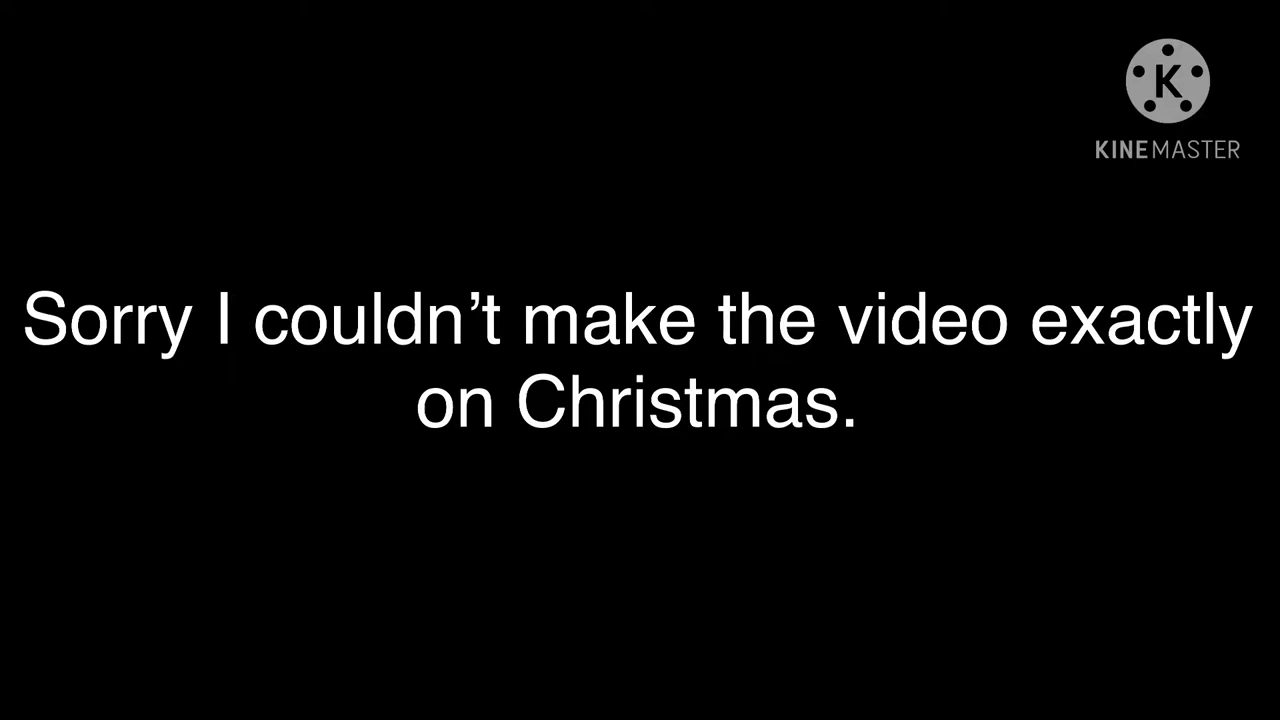 K
KINEMASTER
Sorry I couldn’t make the video exactly
on Christmas.